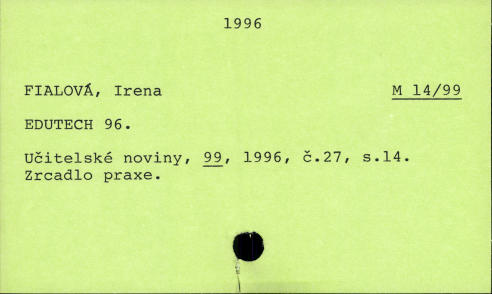 1996
FIALOVÁ, Irena M 14/99
EDUTECH 96.
Učitelské noviny, 99, 1996, č.27, s.14.
Zrcadlo praxe.